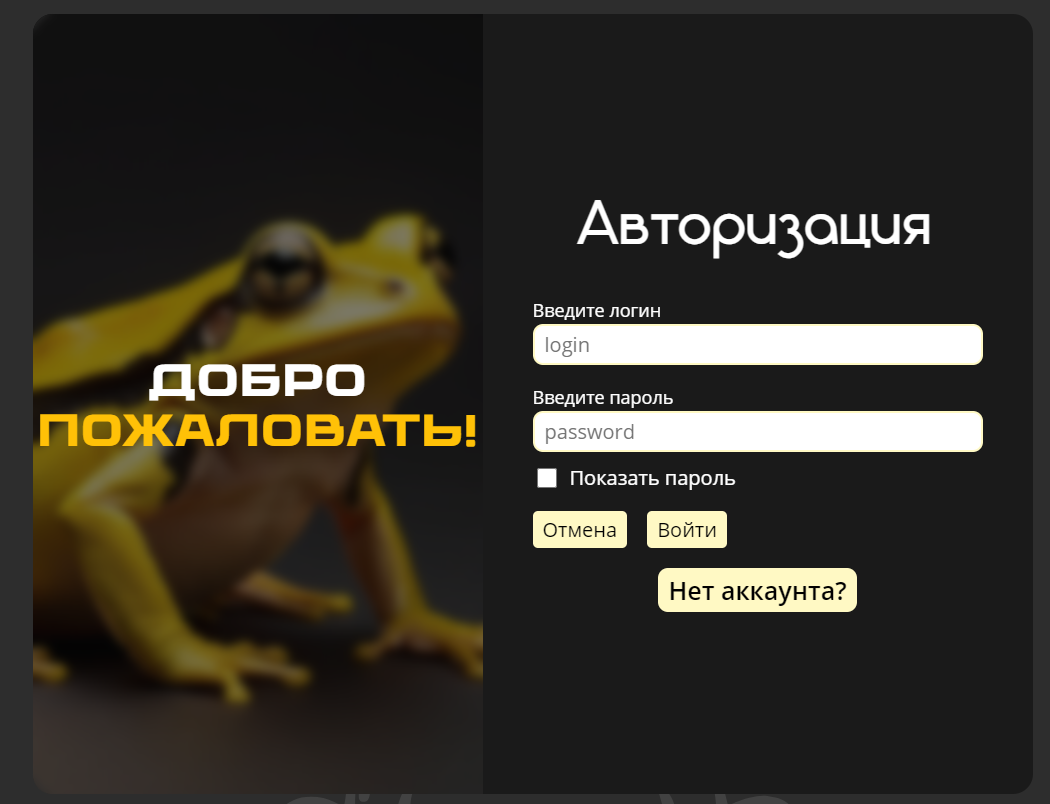 ДОБРО
ПОЖАЛОВАТЬ!
Авторизация
Введите логин
login
Введите пароль
password
Показать пароль
Отмена
Войти
Нет аккаунта?